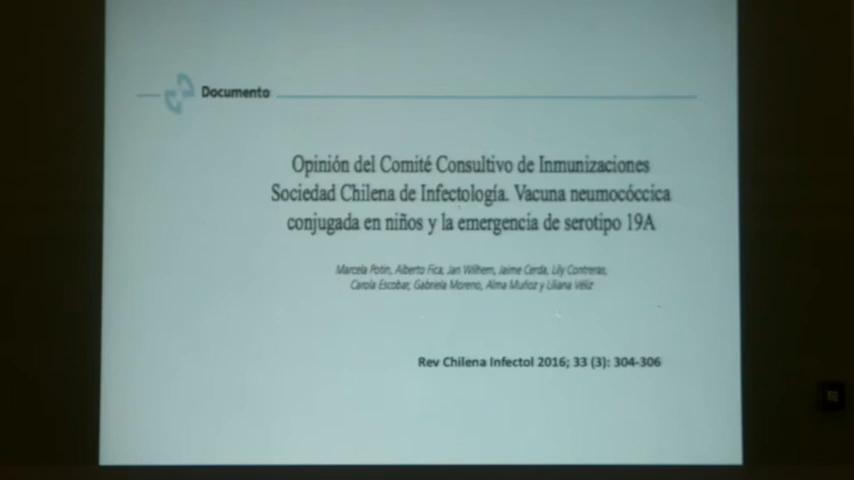 Documento
Opinión del Comité Consultivo de Inmunizaciones
Sociedad Chilena de Infectología. Vacuna neumocóccica
conjugada en niños y la emergencia de serotipo 19A
Marcela Potin, Alberto Fica, Jan Wilhem, Jaime Cerda, Lily Contreras,
Carola Escobar, Gabriela Moreno, Alma Muñoz y Liliana Véliz
Rev Chilena Infectol 2016; 33 (3): 304-306